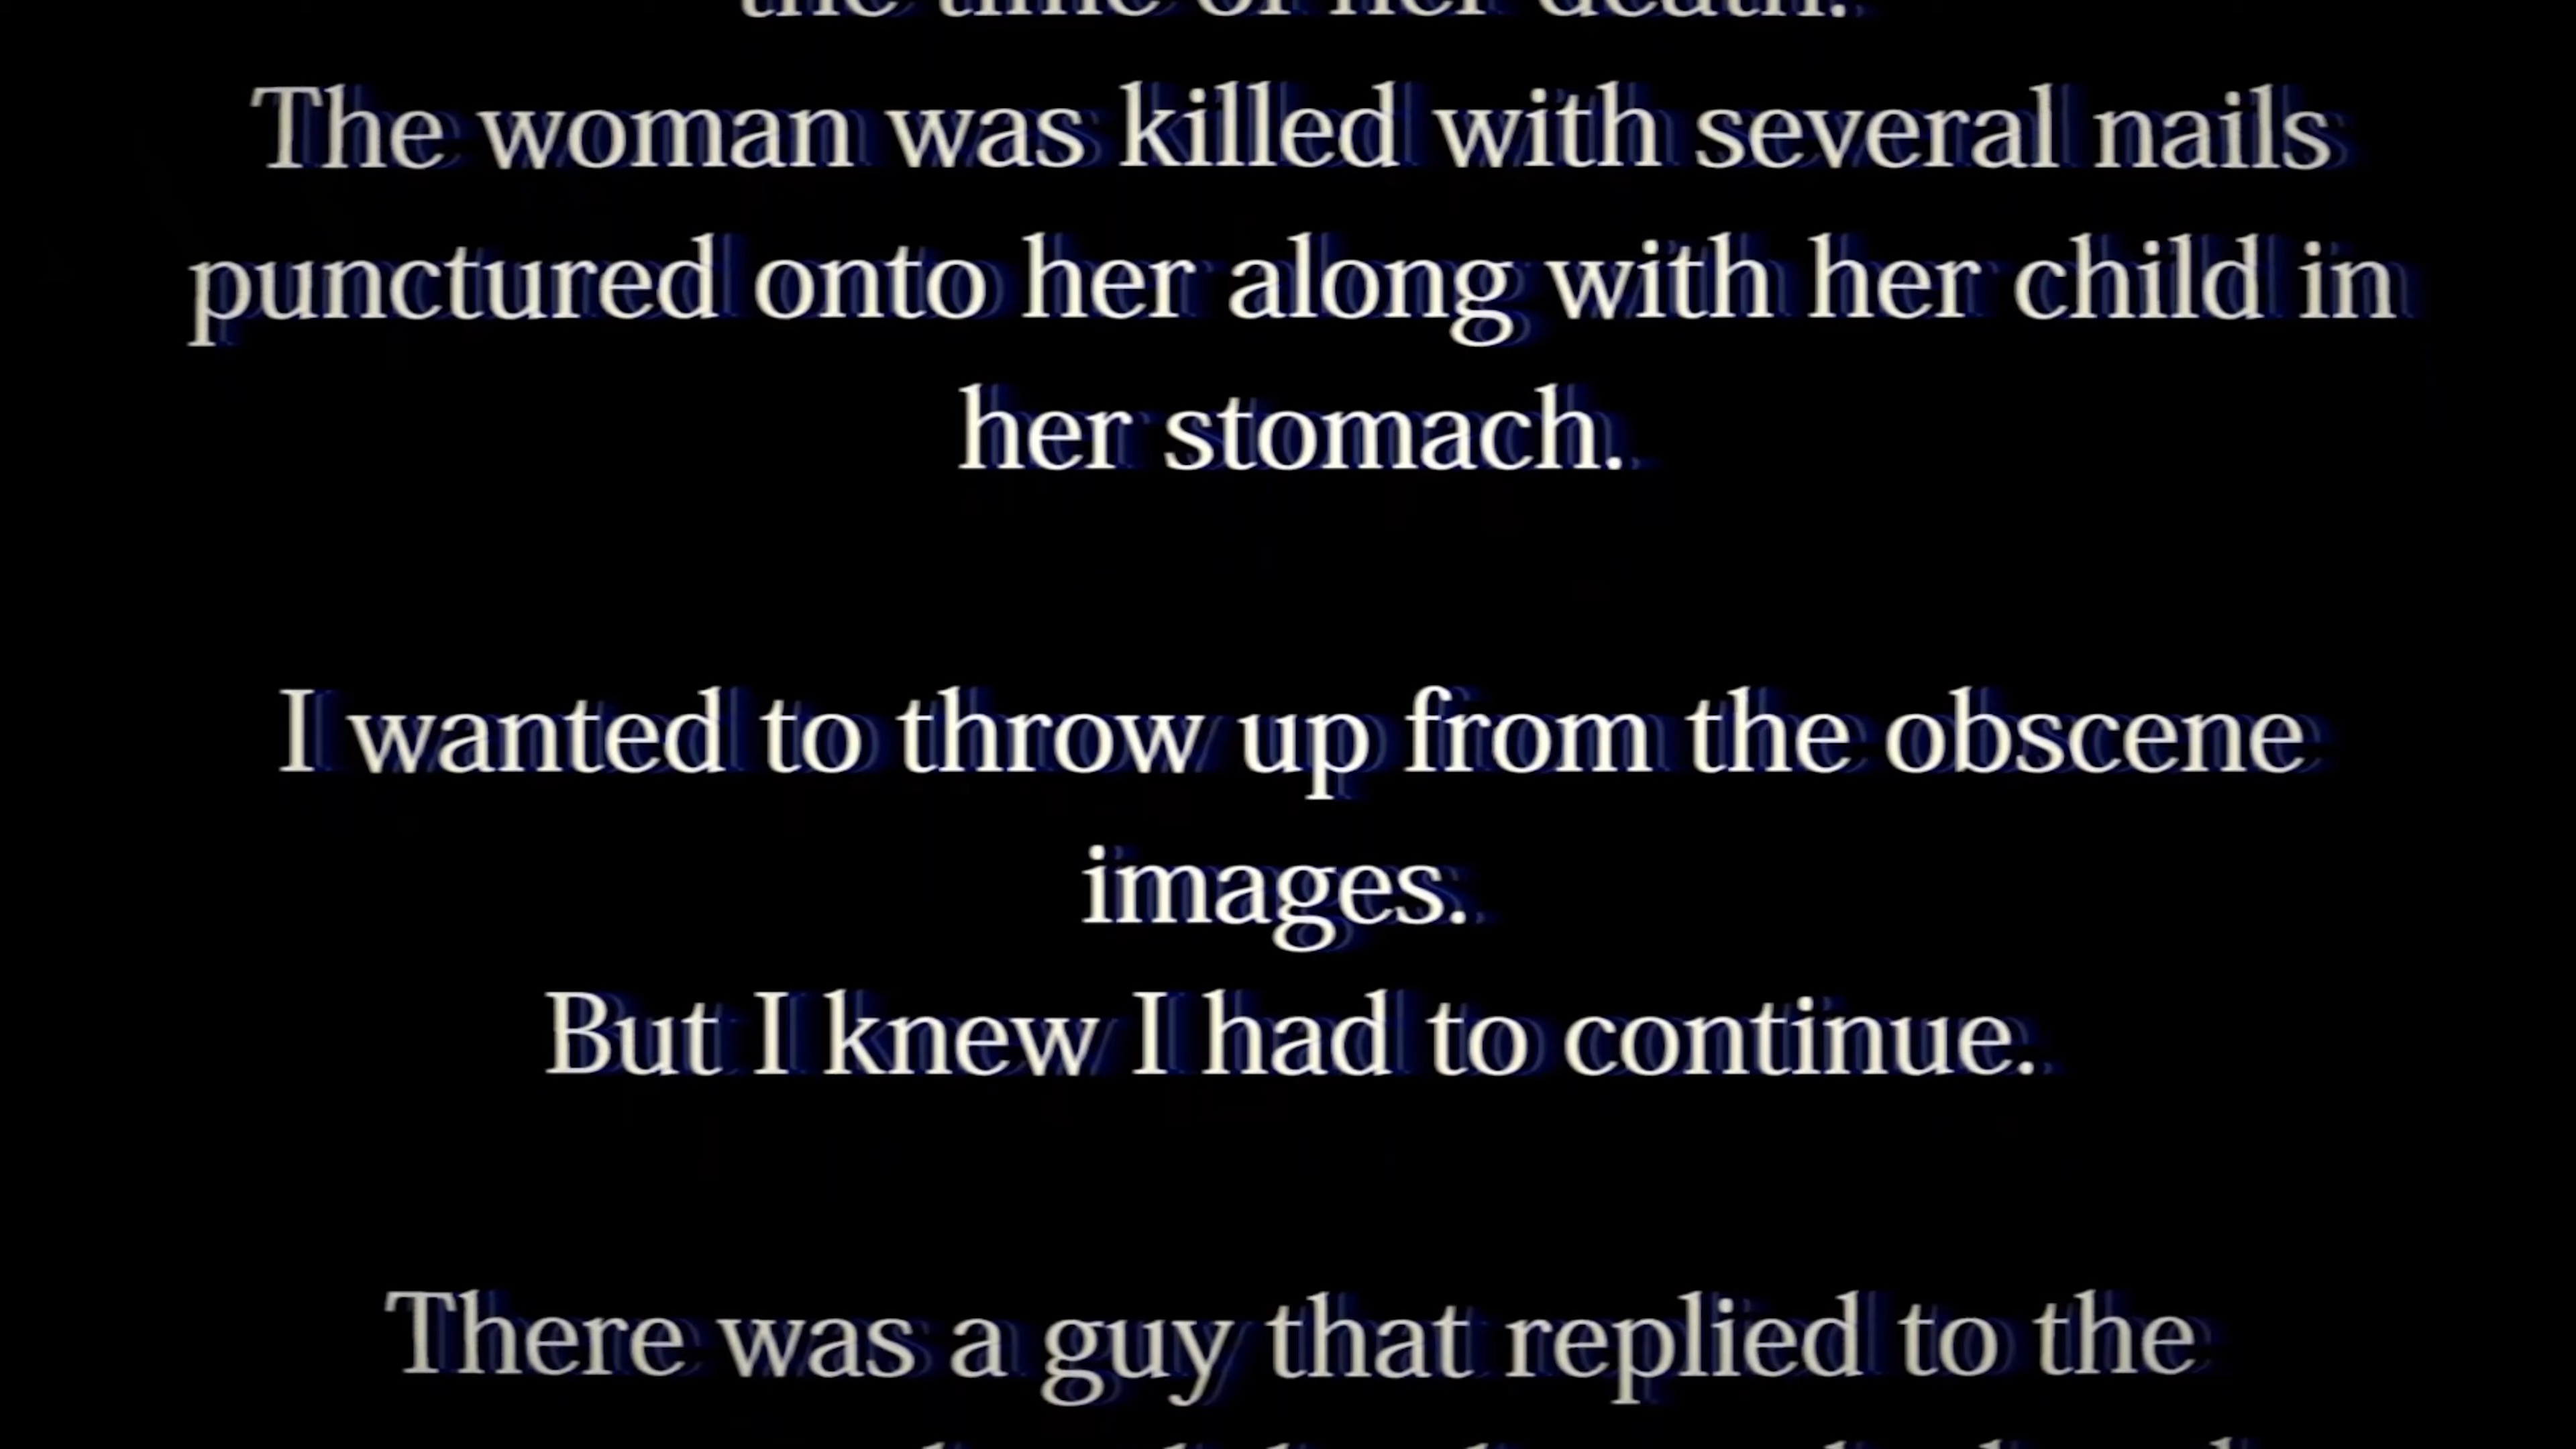 the time of her death.
The woman was killed with several nails
punctured onto her along with her child in
her stomach.
I wanted to throw up from the obscene
images.
But I knew I had to continue.
There was a guy that replied to the